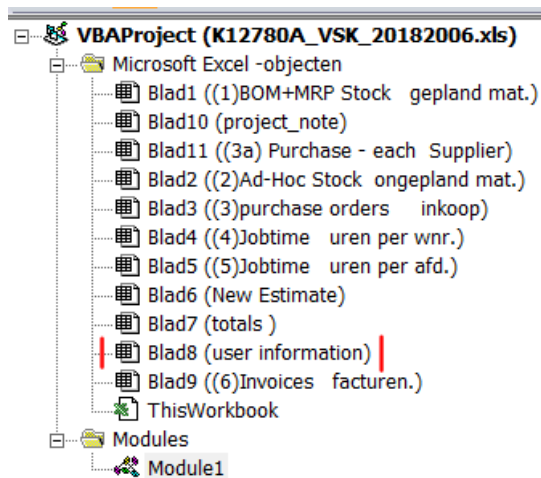 VBAProject (K12780A_VSK_20182006.xls)
Microsoft Excel -objecten
Blad1 ((1)BOM+MRP Stock   gepland mat.)
Blad10 (project_note)
Blad11 ((3a) Purchase - each  Supplier)
Blad2 ((2)Ad-Hoc Stock  ongepland mat.)
Blad3 ((3)purchase orders     inkoop)
Blad4 ((4)Jobtime   uren per wnr.)
Blad5 ((5)Jobtime   uren per afd.)
Blad6 (New Estimate)
Blad7 (totals )
Blad8 (user information)
Blad9 ((6)Invoices   facturen.)
ThisWorkbook
Modules
Module1